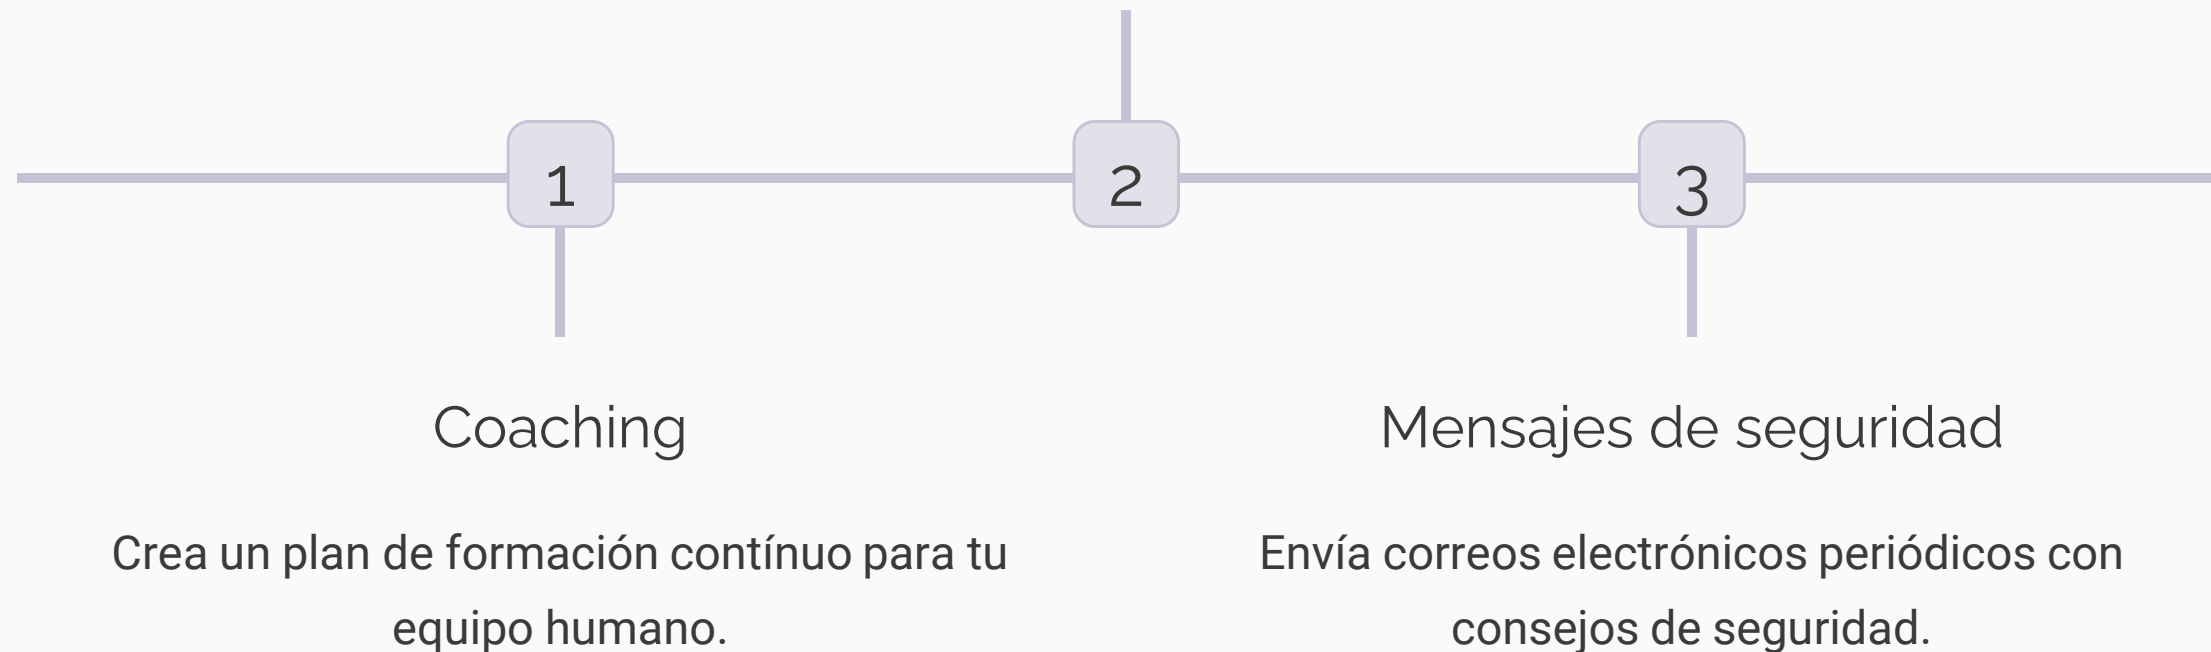 1
2
3
Coaching
Crea un plan de formación contínuo para tu
equipo humano.
Mensajes de seguridad
Envía correos electrónicos periódicos con
consejos de seguridad.